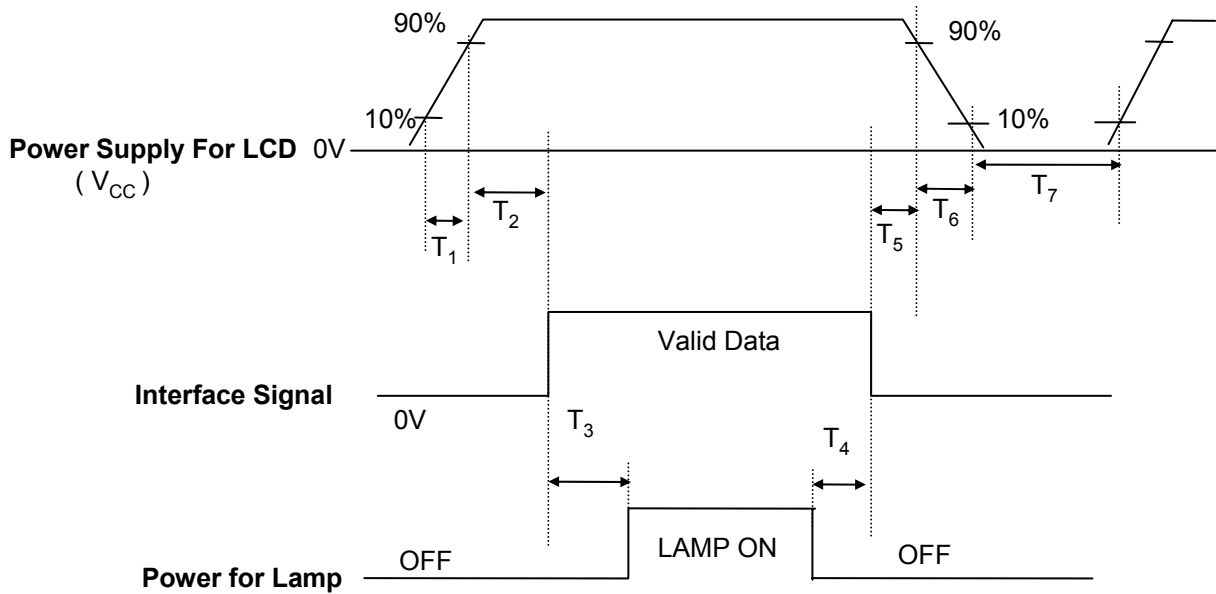 90%
90%
10%
10%
Power Supply For LCD 0V
( VCC )
T1
T2
T5
T6
T7
Valid Data
Interface Signal
0V
T3
T4
LAMP ON
OFF
OFF
Power for Lamp